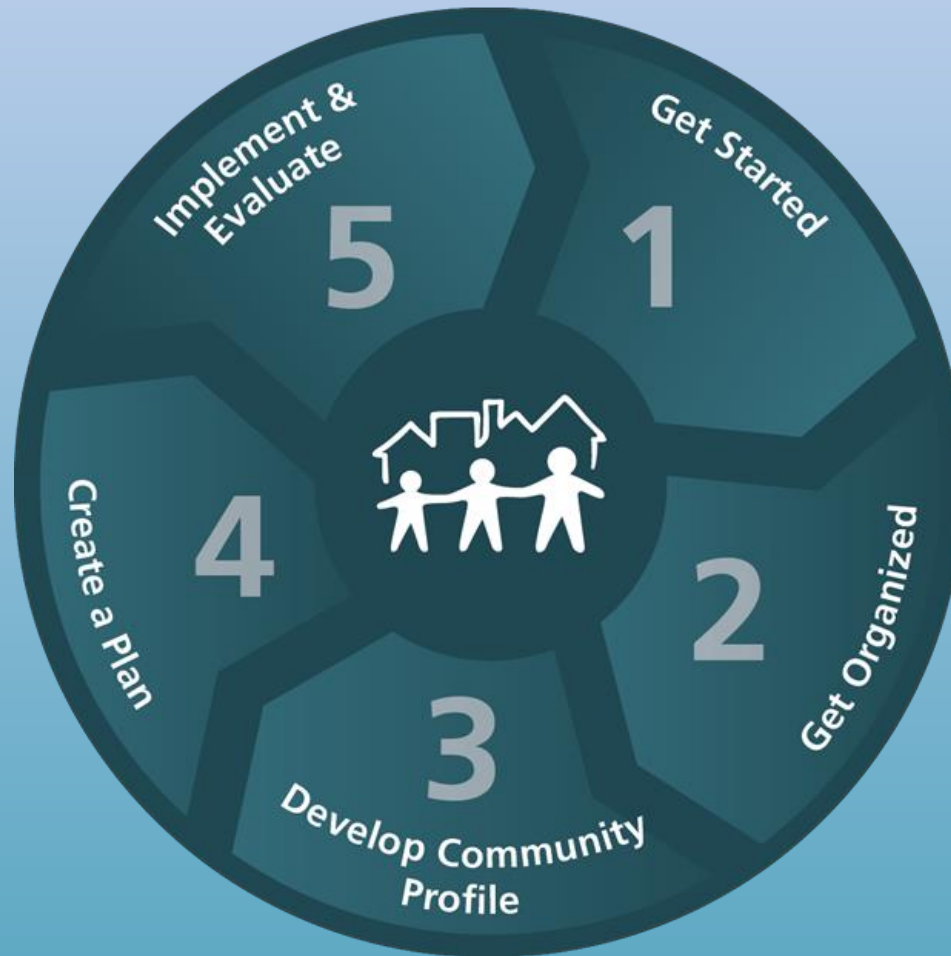 1
Get Started
2
Get Organized
3
Develop Community
Profile
4
Create a Plan
5
Implement &
Evaluate